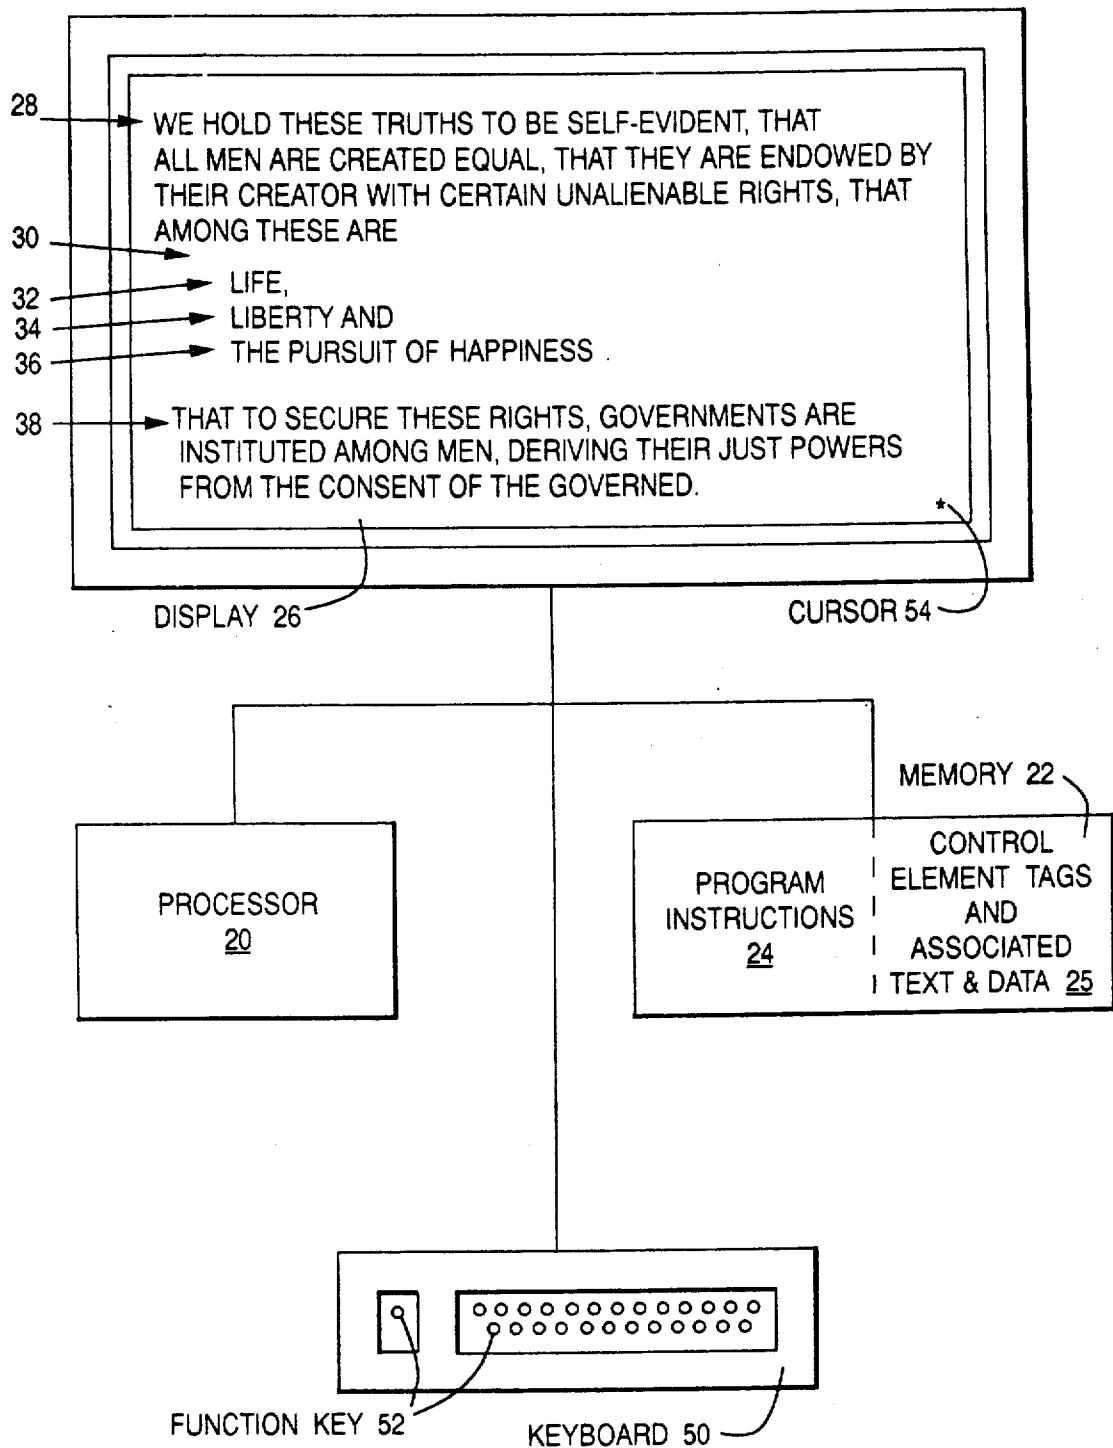 28
WE HOLD THESE TRUTHS TO BE SELF-EVIDENT, THAT
ALL MEN ARE CREATED EQUAL, THAT THEY ARE ENDOWED BY
THEIR CREATOR WITH CERTAIN UNALIENABLE RIGHTS, THAT
AMONG THESE ARE
30
32
LIFE,
34
LIBERTY AND
36
THE PURSUIT OF HAPPINESS .
38
THAT TO SECURE THESE RIGHTS, GOVERNMENTS ARE
INSTITUTED AMONG MEN, DERIVING THEIR JUST POWERS
FROM THE CONSENT OF THE GOVERNED.
*
DISPLAY 26
CURSOR 54
MEMORY 22
PROCESSOR
20
PROGRAM
INSTRUCTIONS
24
CONTROL
ELEMENT TAGS
AND
ASSOCIATED
TEXT & DATA 25
FUNCTION KEY 52
KEYBOARD 50